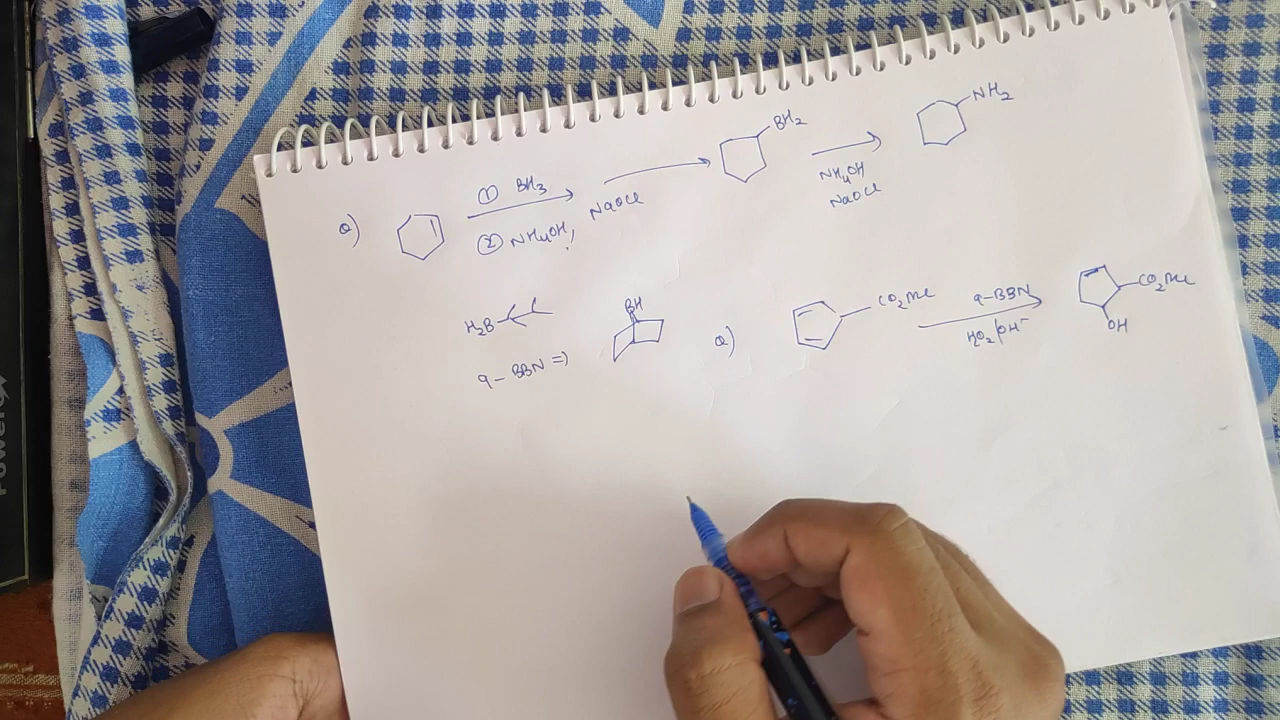 Q) ① BH3 ② NH4OH, NaOCl
BH2
NH4OH
NaOCl
NH2
H2B
9-BBN =>
BH
Q) CO2Me
9-BBN
H2O2/OH-
CO2Me
OH
Power